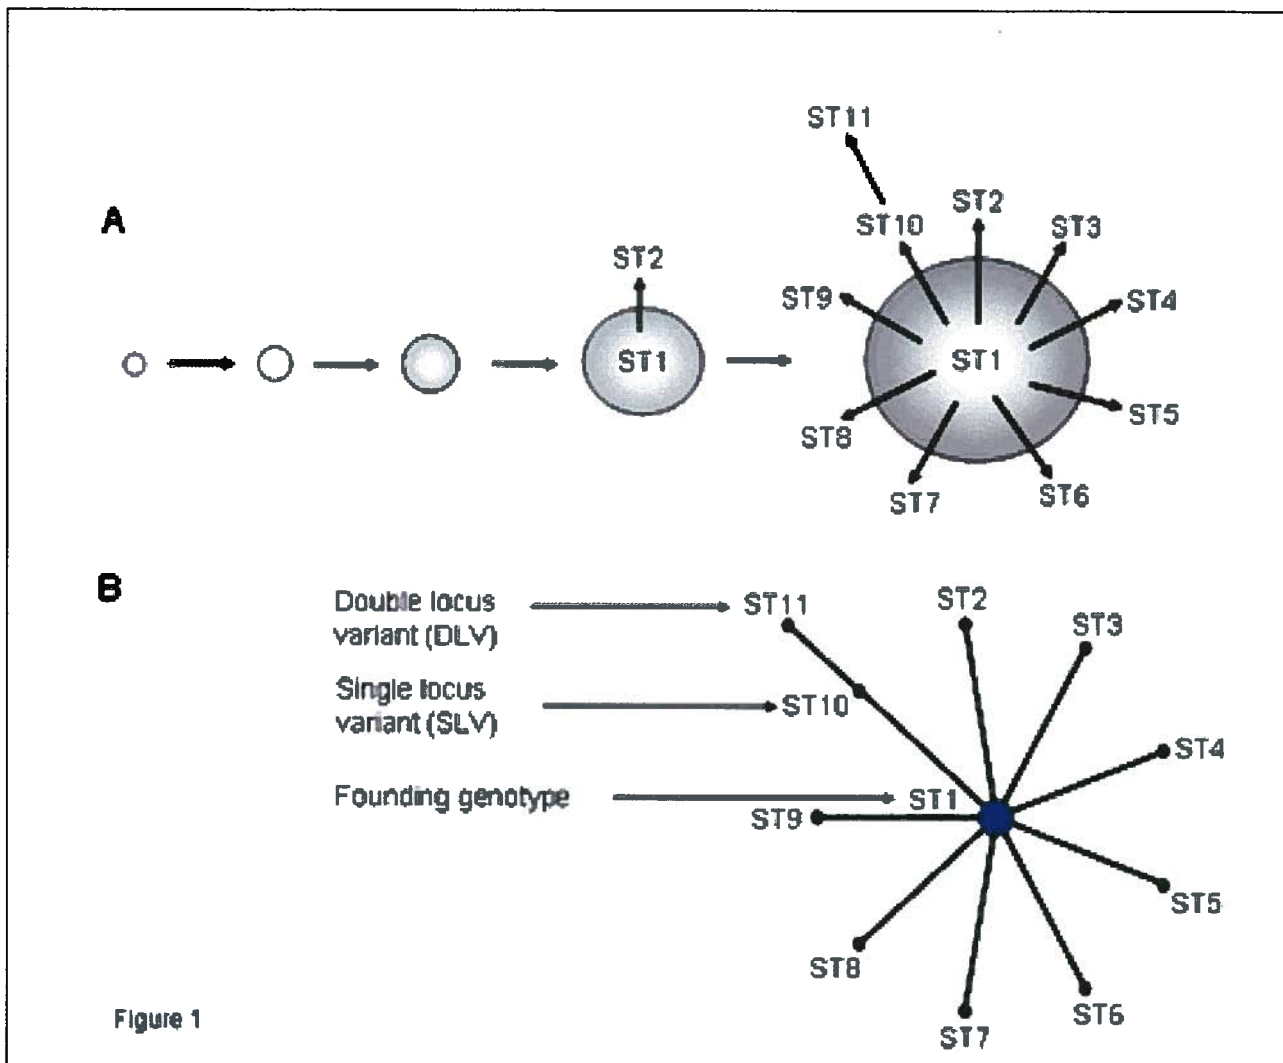 A
ST11
ST2
ST10
ST3
ST2
ST9
ST4
ST1
ST1
ST8
ST5
ST7
ST6
B
Double locus
variant (DLV)
ST11
ST2
ST3
Single locus
variant (SLV)
ST10
ST4
Founding genotype
ST1
ST9
ST5
ST8
ST6
ST7
Figure 1